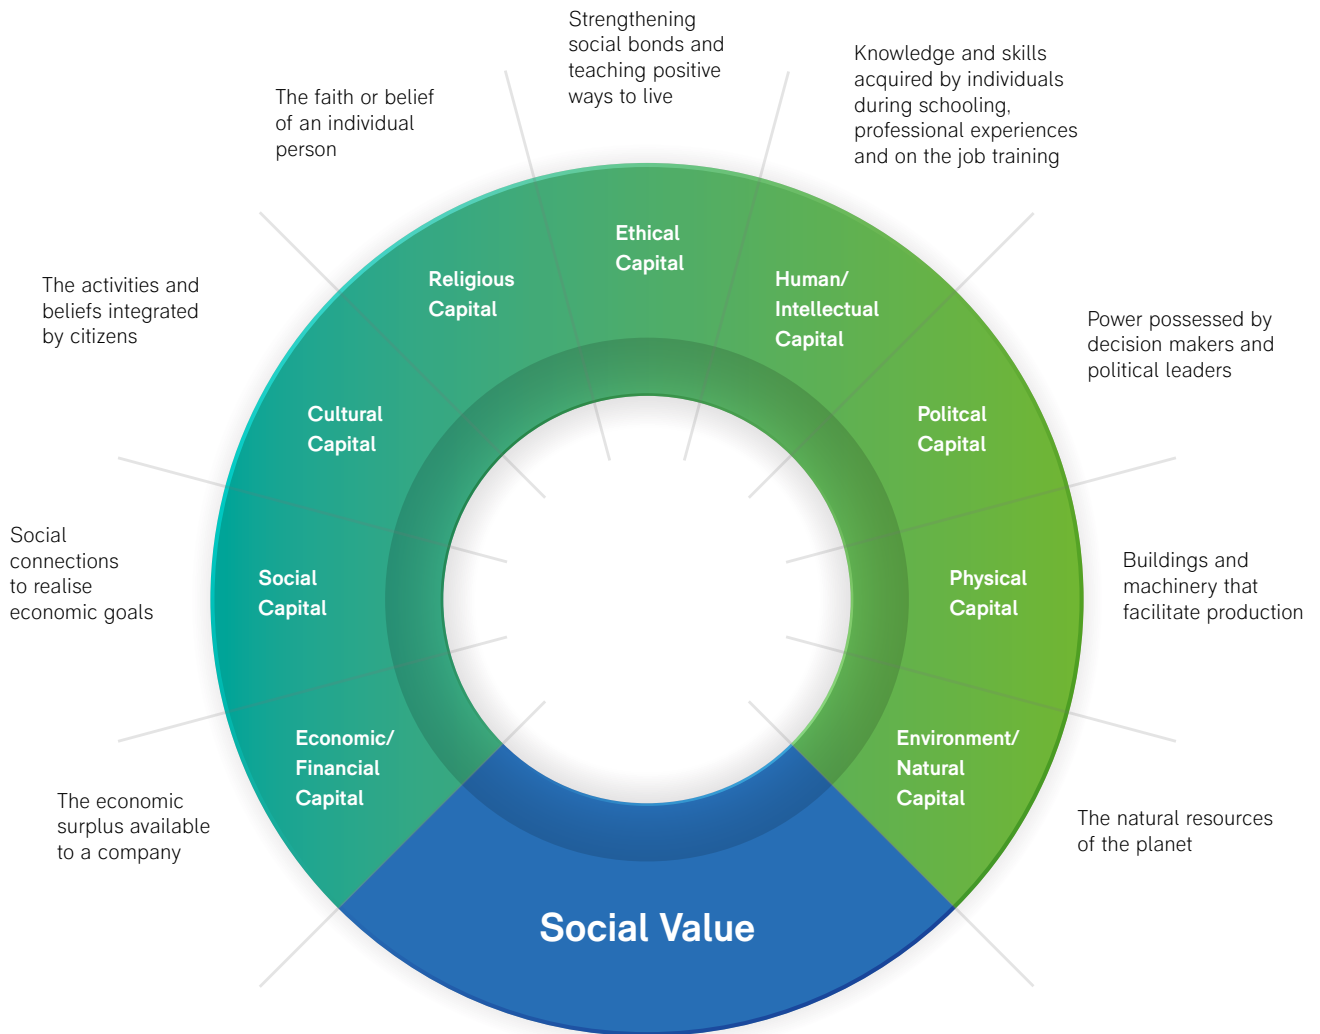 Strengthening
social bonds and
teaching positive
ways to live
Knowledge and skills
acquired by individuals
during schooling,
professional experiences
and on the job training
The faith or belief
of an individual
person
Ethical
Capital
Religious
Capital
Human/
Intellectual
Capital
The activities and
beliefs integrated
by citizens
Power possessed by
decision makers and
political leaders
Cultural
Capital
Politcal
Capital
Social
connections
to realise
economic goals
Social
Capital
Physical
Capital
Buildings and
machinery that
facilitate production
Economic/
Financial
Capital
Environment/
Natural
Capital
The economic
surplus available
to a company
The natural resources
of the planet
Social Value